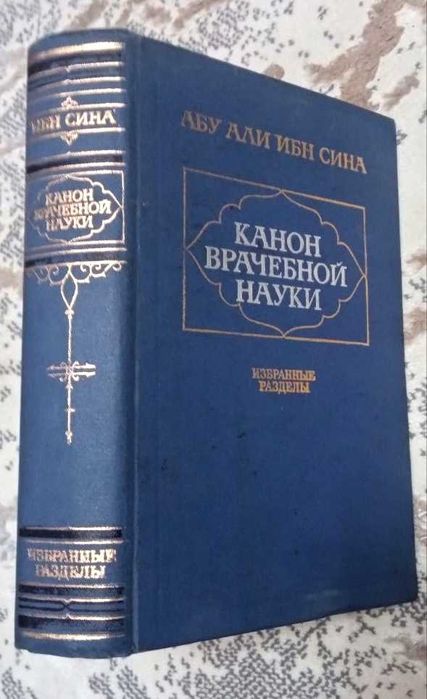 ИБН СИНА
КАНОН
ВРАЧЕБНОЙ
НАУКИ
ИЗБРАННЫЕ
РАЗДЕЛЫ
АБУ АЛИ ИБН СИНА
КАНОН
ВРАЧЕБНОЙ
НАУКИ
ИЗБРАННЫЕ
РАЗДЕЛЫ